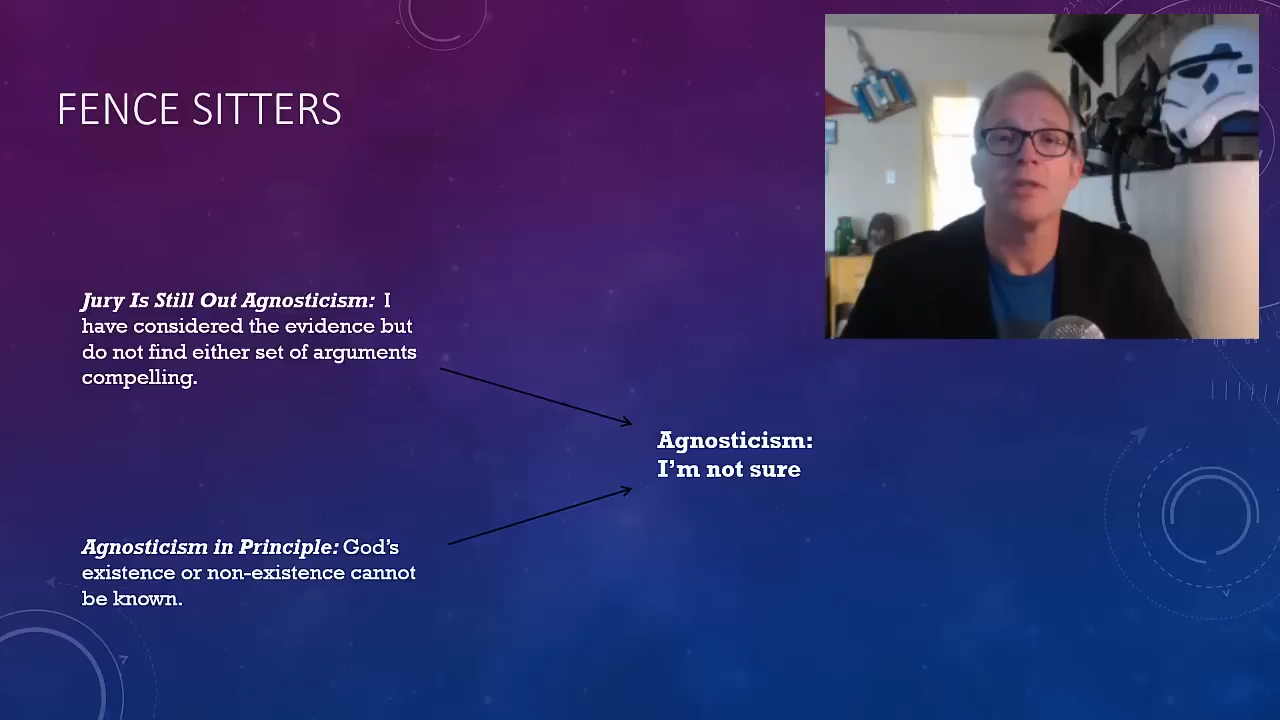 FENCE SITTERS
Jury Is Still Out Agnosticism: I
have considered the evidence but
do not find either set of arguments
compelling.
Agnosticism:
I'm not sure
Agnosticism in Principle: God's
existence or non-existence cannot
be known.